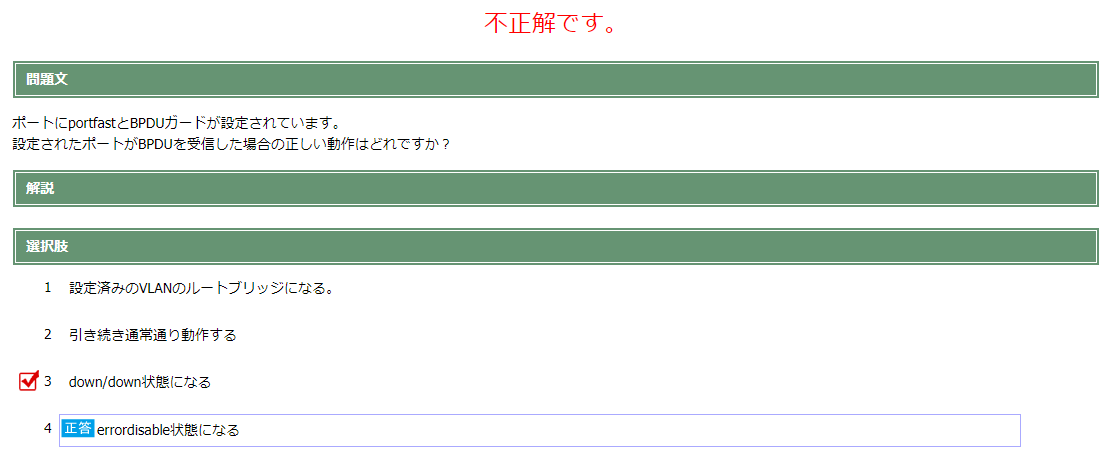 不正解です。
問題文
ポートにportfastとBPDUガードが設定されています。
設定されたポートがBPDUを受信した場合の正しい動作はどれですか？
解説
選択肢
1 設定済みのVLANのルートブリッジになる。
2 引き続き通常通り動作する
3 down/down状態になる
4 正答 errordisable状態になる